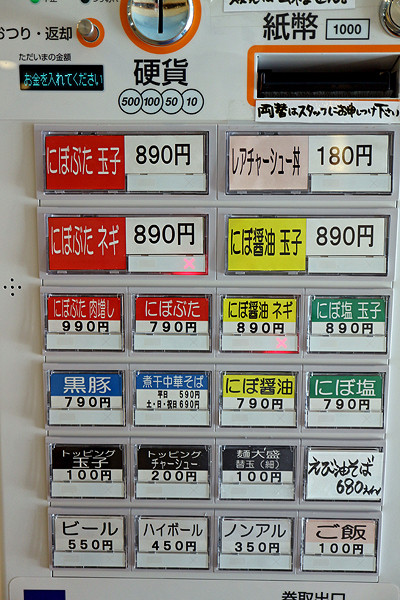 おつり・返却
紙幣 1000
ただいまの金額
お金を入れてください
硬貨
500 100 50 10
両替はスタッフにお申しつけ下さい
にぼぶた 玉子 890円
レアチャーシュー丼 180円
にぼぶた ネギ 890円
にぼ醤油 玉子 890円
にぼぶた 肉増し
990円
にぼぶた
790円
にぼ醤油 ネギ
890円
にぼ塩 玉子
890円
黒豚
790円
煮干中華そば
平日 590円
土・日・祝日 690円
にぼ醤油
790円
にぼ塩
790円
トッピング
玉子
100円
トッピング
チャーシュー
200円
麺大盛
替玉(細)
100円
えび油そば
680えん
ビール
550円
ハイボール
450円
ノンアル
350円
ご飯
100円
巻取出口